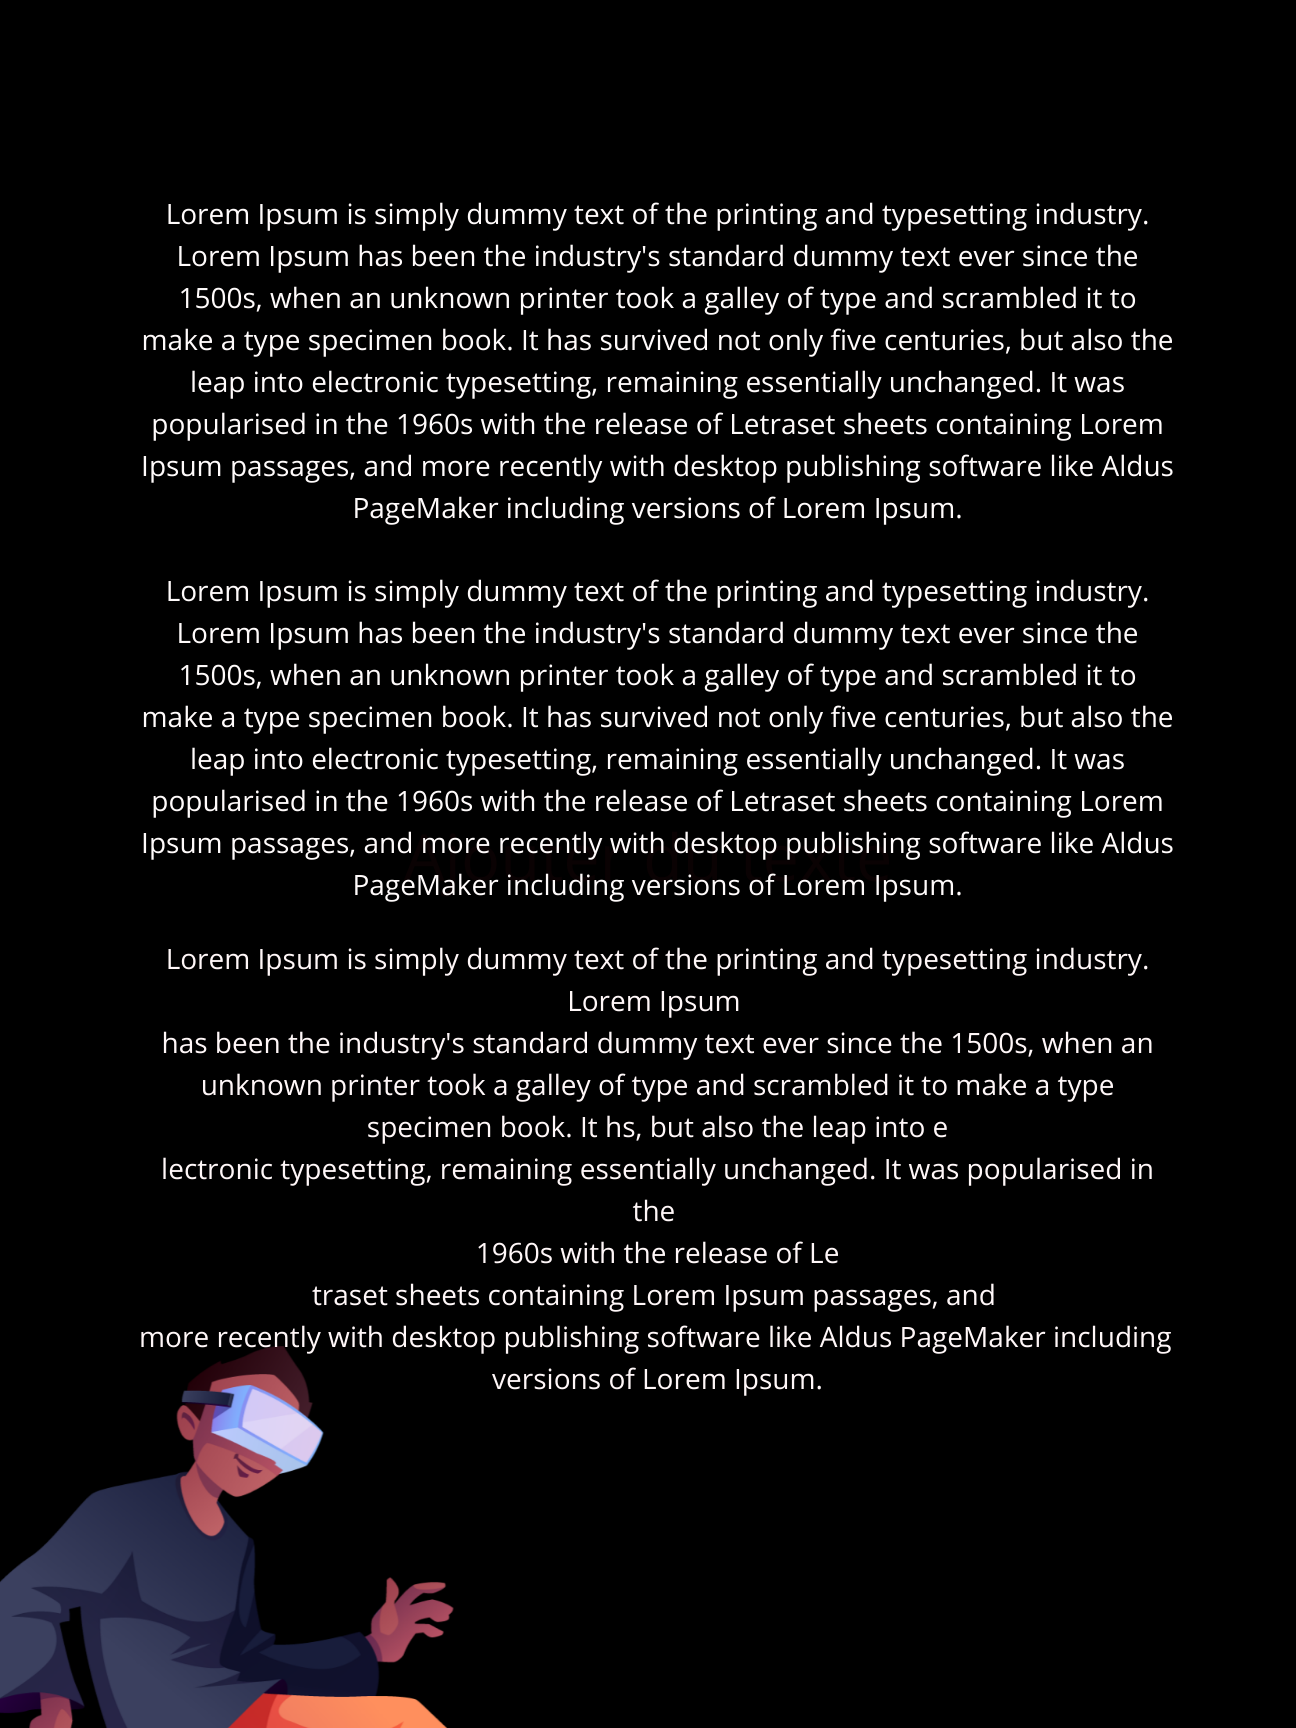 Lorem Ipsum is simply dummy text of the printing and typesetting industry.
Lorem Ipsum has been the industry's standard dummy text ever since the
1500s, when an unknown printer took a galley of type and scrambled it to
make a type specimen book. It has survived not only five centuries, but also the
leap into electronic typesetting, remaining essentially unchanged. It was
popularised in the 1960s with the release of Letraset sheets containing Lorem
Ipsum passages, and more recently with desktop publishing software like Aldus
PageMaker including versions of Lorem Ipsum.
Lorem Ipsum is simply dummy text of the printing and typesetting industry.
Lorem Ipsum has been the industry's standard dummy text ever since the
1500s, when an unknown printer took a galley of type and scrambled it to
make a type specimen book. It has survived not only five centuries, but also the
leap into electronic typesetting, remaining essentially unchanged. It was
popularised in the 1960s with the release of Letraset sheets containing Lorem
Ipsum passages, and more recently with desktop publishing software like Aldus
Ajouter du texte
PageMaker including versions of Lorem Ipsum.
Lorem Ipsum is simply dummy text of the printing and typesetting industry.
Lorem Ipsum
has been the industry's standard dummy text ever since the 1500s, when an
unknown printer took a galley of type and scrambled it to make a type
specimen book. It hs, but also the leap into e
lectronic typesetting, remaining essentially unchanged. It was popularised in
the
1960s with the release of Le
traset sheets containing Lorem Ipsum passages, and
more recently with desktop publishing software like Aldus PageMaker including
versions of Lorem Ipsum.